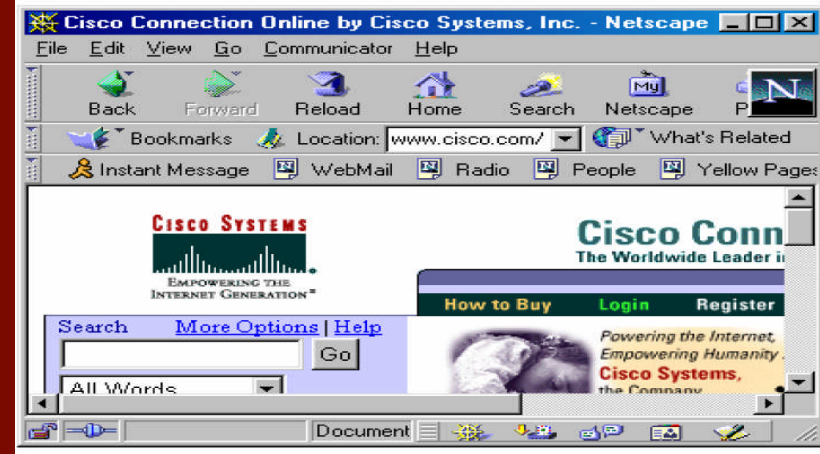 Cisco Connection Online by Cisco Systems, Inc. - Netscape
File Edit View Go Communicator Help
Back Forward Reload Home Search My Netscape P N
Bookmarks Location: www.cisco.com/ What's Related
Instant Message WebMail Radio People Yellow Pages
CISCO SYSTEMS
EMPOWERING THE
INTERNET GENERATION
Cisco Conn
The Worldwide Leader i
How to Buy Login Register
Search More Options | Help
Go
All Words
Powering the Internet,
Empowering Humanity.
Cisco Systems,
the Company
Document